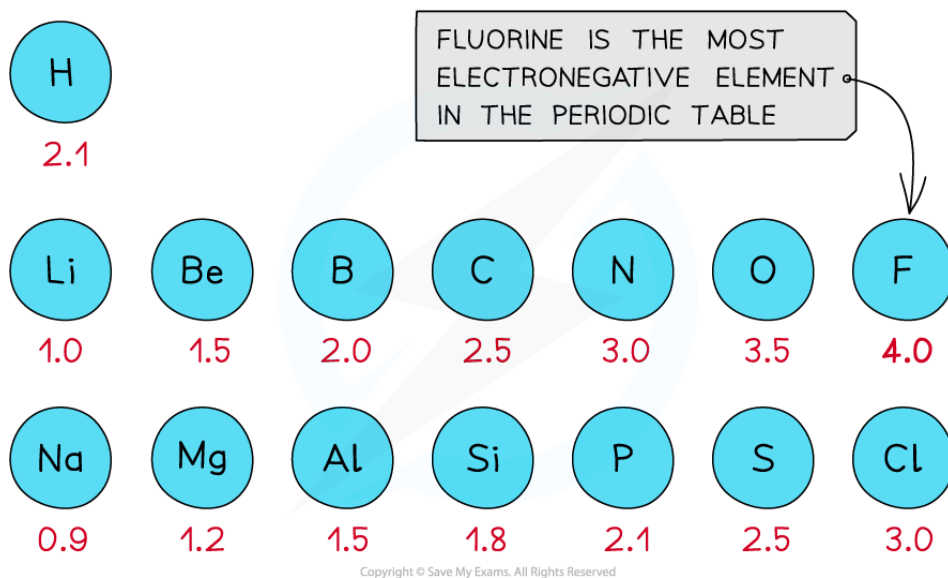 FLUORINE IS THE MOST
ELECTRONEGATIVE ELEMENT
IN THE PERIODIC TABLE
H
2.1
Li Be B C N O F
1.0 1.5 2.0 2.5 3.0 3.5 4.0
Na Mg Al Si P S Cl
0.9 1.2 1.5 1.8 2.1 2.5 3.0
Copyright © Save My Exams. All Rights Reserved